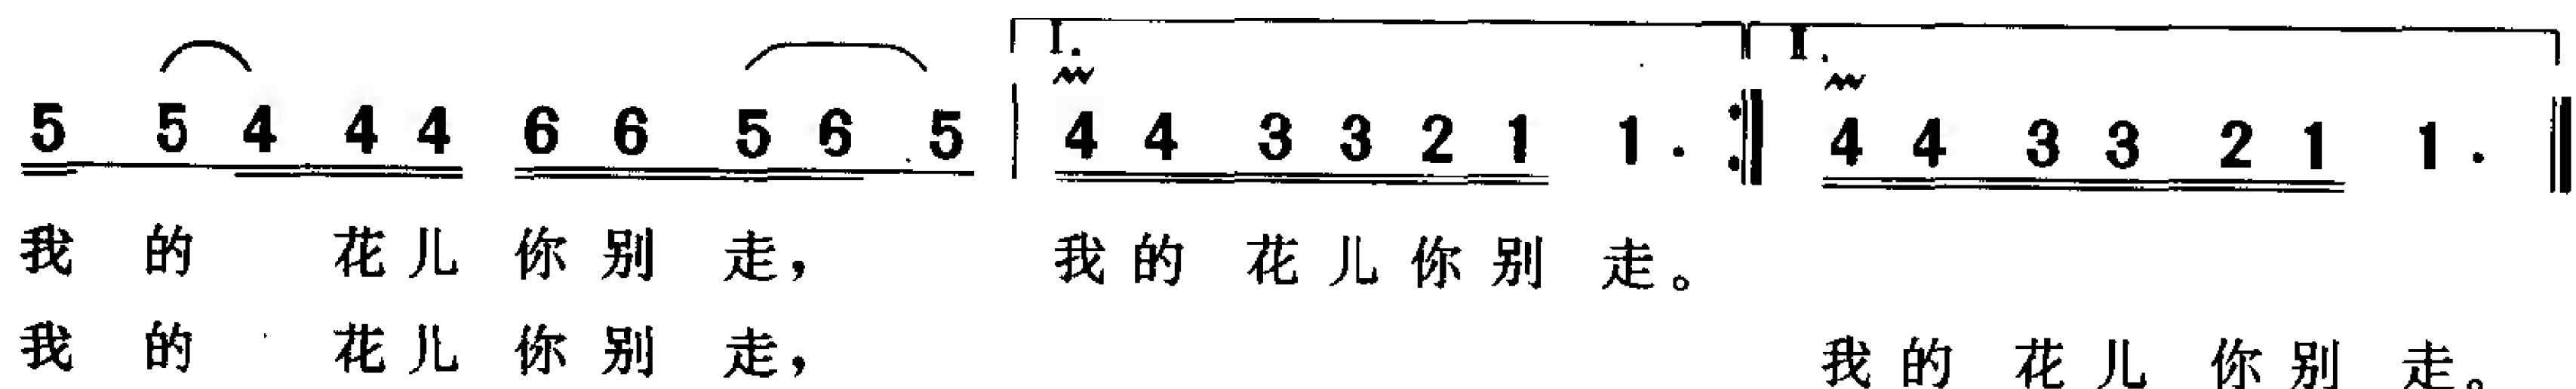 I. II.
5 5 4 4 4 6 6 5 6 5 | 4 4 3 3 2 1 1 . :‖ 4 4 3 3 2 1 1 . ‖
我 的 花 儿 你 别 走， 我 的 花 儿 你 别 走。
我 的 花 儿 你 别 走， 我 的 花 儿 你 别 走。